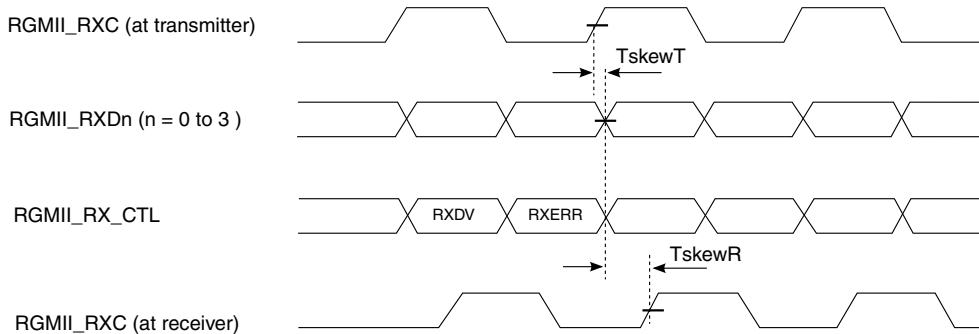 RGMII_RXC (at transmitter)
TskewT
RGMII_RXDn (n = 0 to 3 )
RGMII_RX_CTL
RXDV
RXERR
TskewR
RGMII_RXC (at receiver)